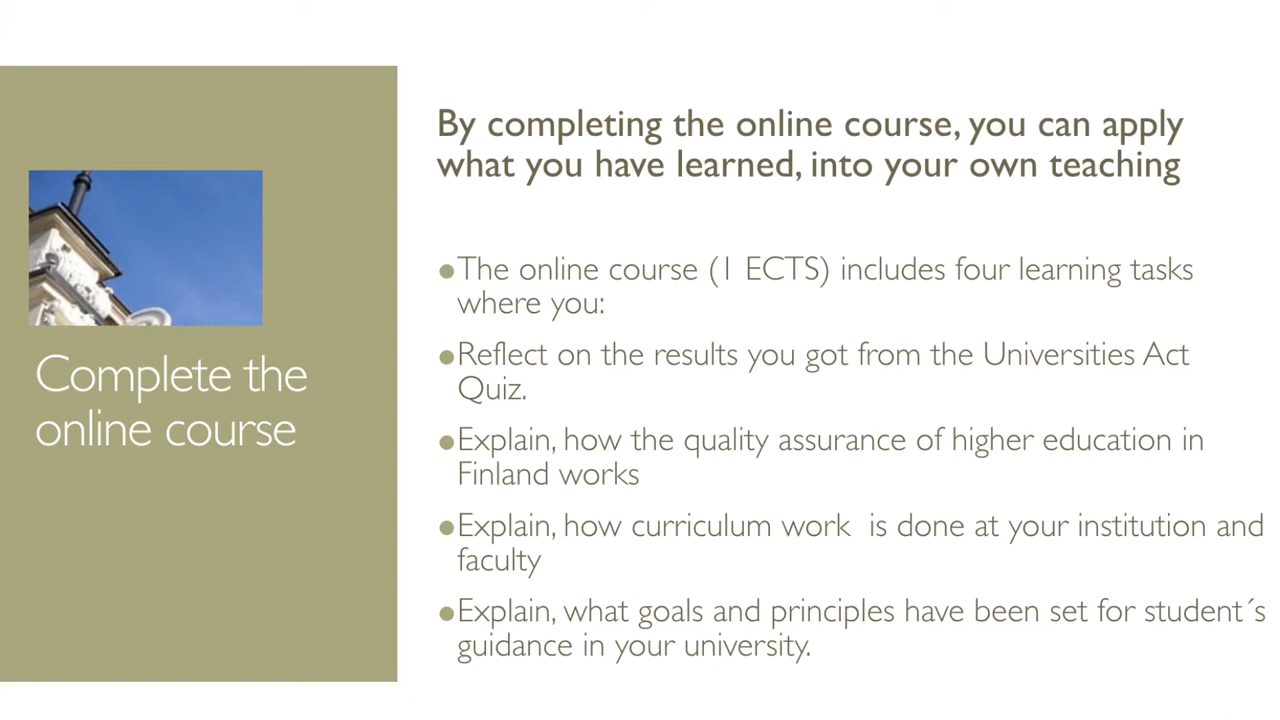 Complete the
online course
By completing the online course, you can apply
what you have learned, into your own teaching
●The online course (1 ECTS) includes four learning tasks
where you:
●Reflect on the results you got from the Universities Act
Quiz.
●Explain, how the quality assurance of higher education in
Finland works
●Explain, how curriculum work  is done at your institution and
faculty
●Explain, what goals and principles have been set for student´s
guidance in your university.